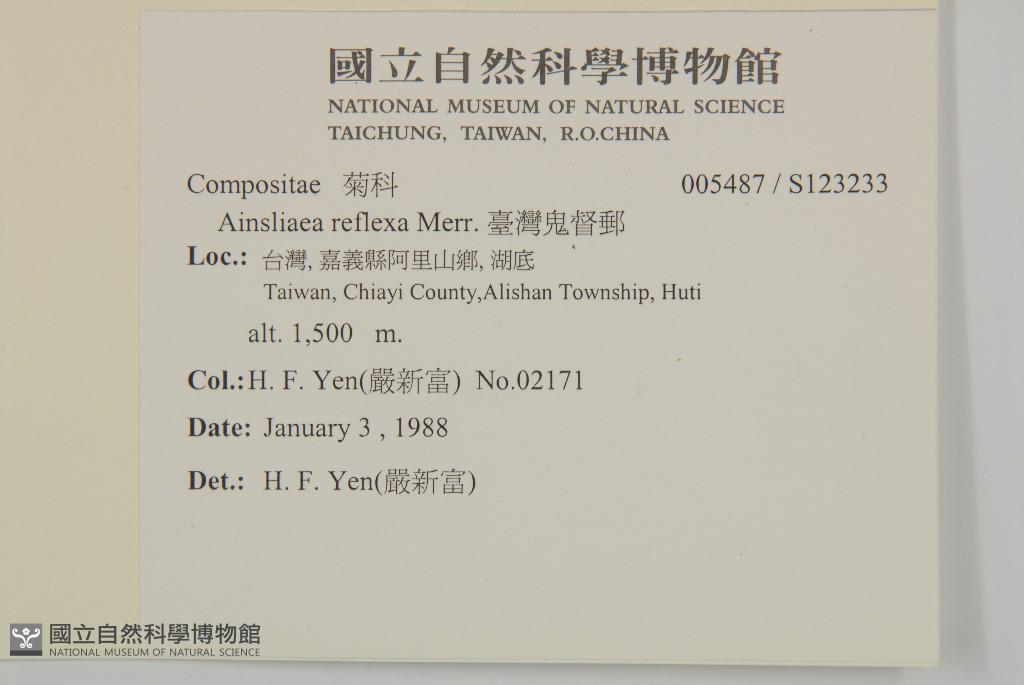 國立自然科學博物館
NATIONAL MUSEUM OF NATURAL SCIENCE
TAICHUNG, TAIWAN, R.O.CHINA
Compositae 菊科 005487 / S123233
Ainsliaea reflexa Merr. 臺灣鬼督郵
Loc.: 台灣, 嘉義縣阿里山鄉, 湖底
Taiwan, Chiayi County,Alishan Township, Huti
alt. 1,500 m.
Col.: H. F. Yen(嚴新富) No.02171
Date: January 3 , 1988
Det.: H. F. Yen(嚴新富)
國立自然科學博物館
NATIONAL MUSEUM OF NATURAL SCIENCE